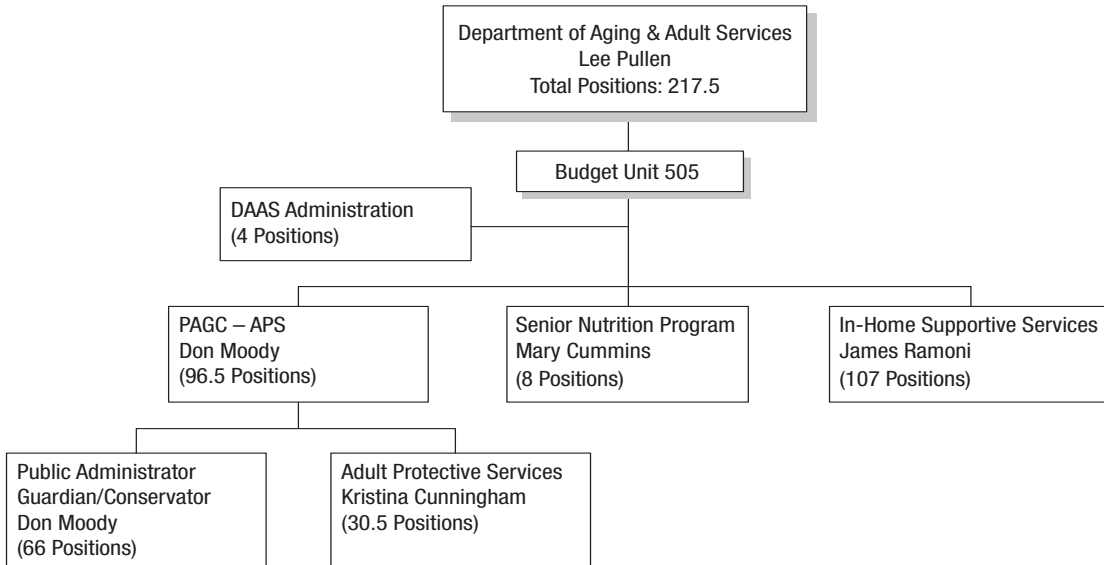 Department of Aging & Adult Services
Lee Pullen
Total Positions: 217.5
Budget Unit 505
DAAS Administration
(4 Positions)
PAGC – APS
Don Moody
(96.5 Positions)
Senior Nutrition Program
Mary Cummins
(8 Positions)
In-Home Supportive Services
James Ramoni
(107 Positions)
Public Administrator
Guardian/Conservator
Don Moody
(66 Positions)
Adult Protective Services
Kristina Cunningham
(30.5 Positions)